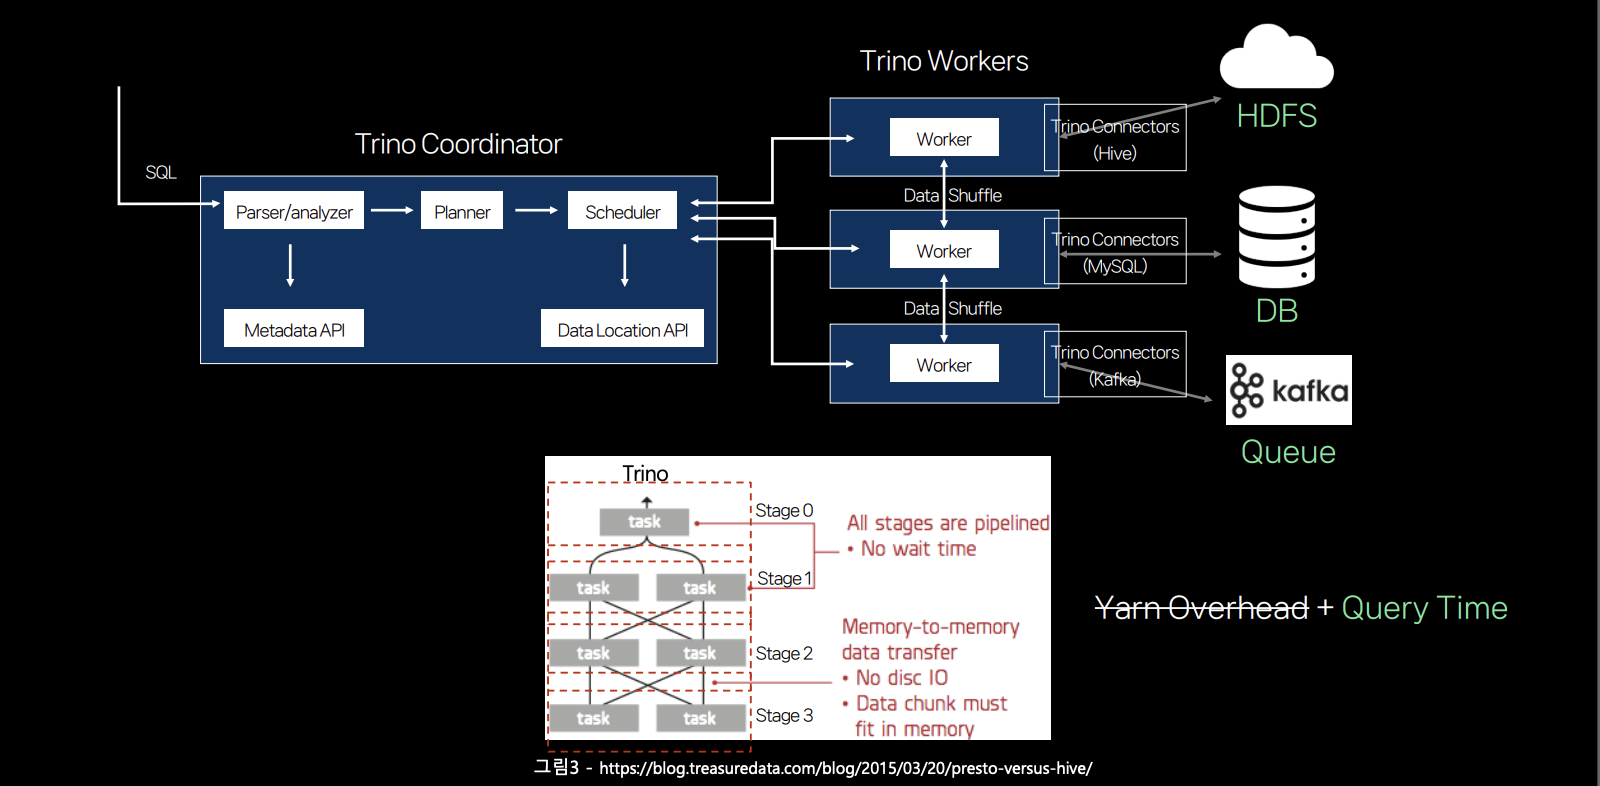 Trino Workers
HDFS
Trino Coordinator
SQL
Parser/analyzer
Planner
Scheduler
Metadata API
Data Location API
Worker
Trino Connectors
(Hive)
Data Shuffle
Worker
Trino Connectors
(MySQL)
DB
Data Shuffle
Worker
Trino Connectors
(Kafka)
kafka
Queue
Trino
task
Stage 0
All stages are pipelined
• No wait time
task
task
Stage 1
task
task
Stage 2
Memory-to-memory
data transfer
• No disc IO
• Data chunk must
fit in memory
task
task
Stage 3
Yarn Overhead + Query Time
그림3 - https://blog.treasuredata.com/blog/2015/03/20/presto-versus-hive/